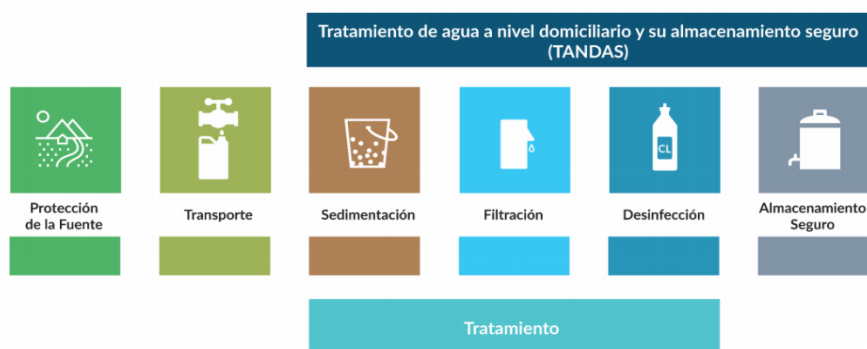 Tratamiento de agua a nivel domiciliario y su almacenamiento seguro
(TANDAS)
CL
Protección
de la Fuente
Transporte
Sedimentación
Filtración
Desinfección
Almacenamiento
Seguro
Tratamiento